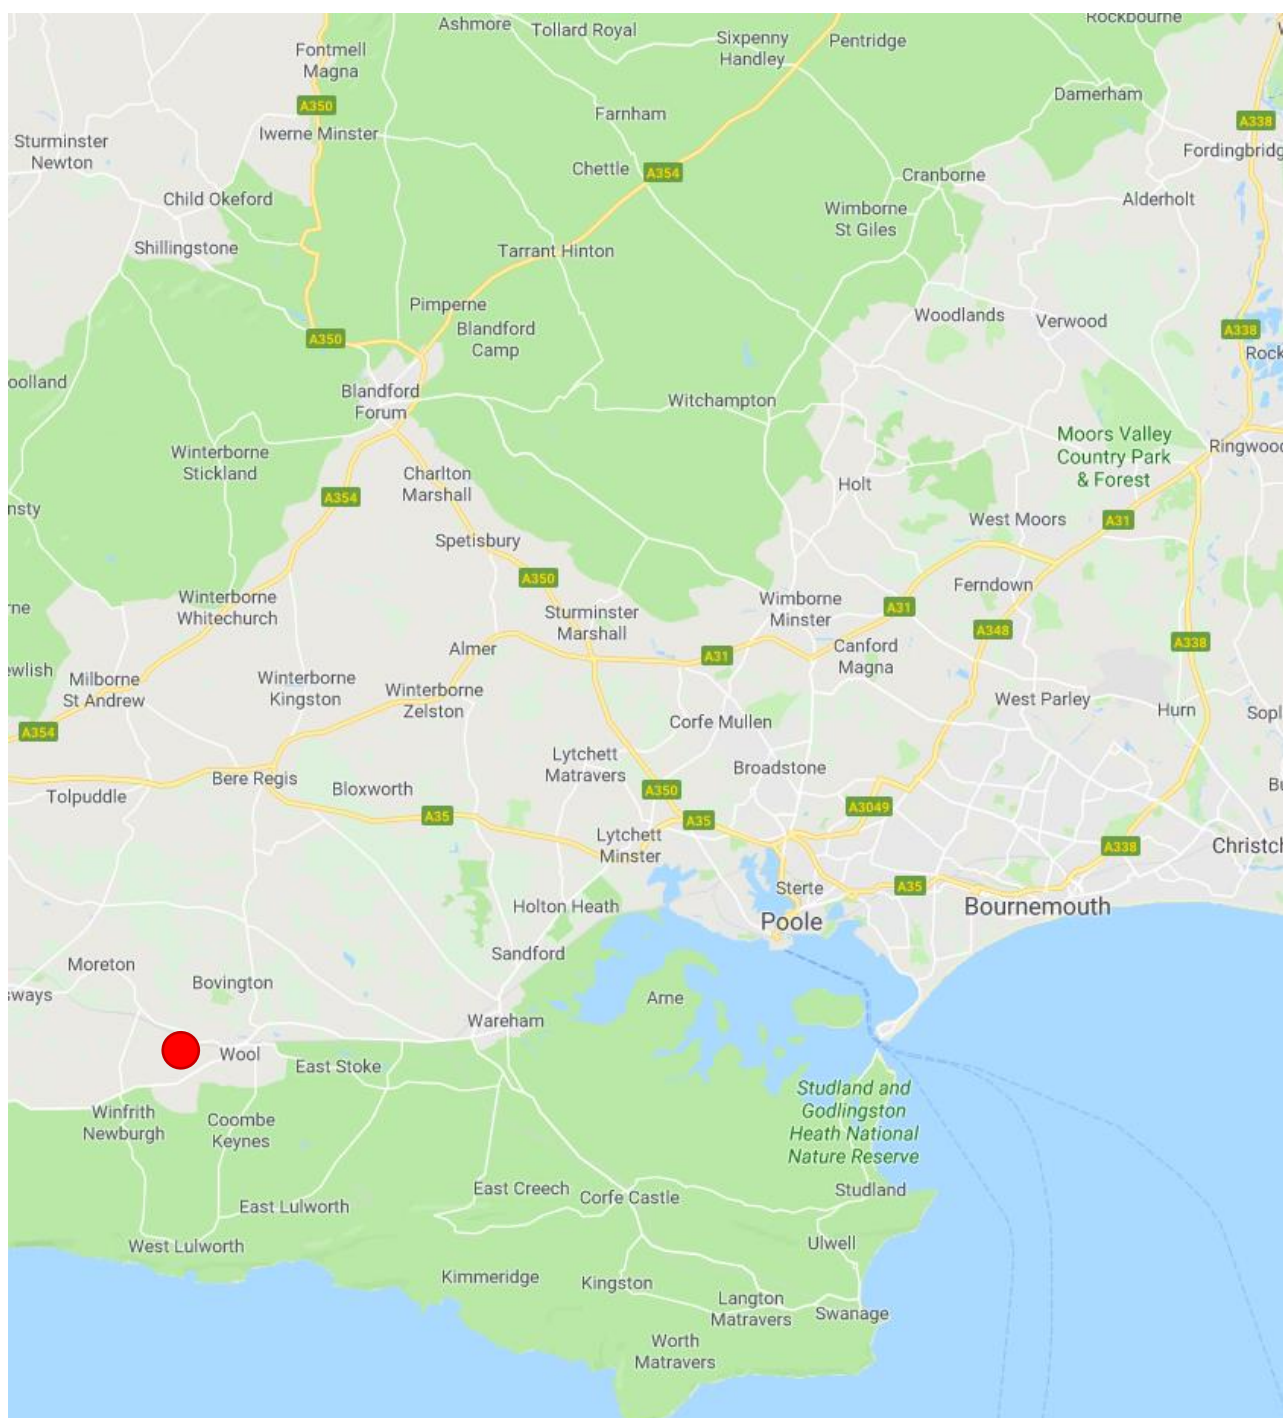 Ashmore
Tollard Royal
Sixpenny
Handley
Pentridge
Rockbourne
Fontmell
Magna
A350
Iwerne Minster
Farnham
Damerham
A338
Sturminster
Newton
Chettle
A354
Fordingbridg
Child Okeford
Cranborne
Alderholt
Wimborne
St Giles
Shillingstone
Tarrant Hinton
Pimperne
Blandford
Camp
Woodlands
Verwood
A350
A338
Rock
oolland
Blandford
Forum
Witchampton
Winterborne
Stickland
Moors Valley
Country Park
& Forest
Ringwood
Charlton
Marshall
Holt
A354
nsty
West Moors
A31
Spetisbury
A350
Ferndown
rne
Winterborne
Whitechurch
Sturminster
Marshall
Wimborne
Minster
A31
A348
Almer
A31
Canford
Magna
A338
ewlish
Milborne
St Andrew
Winterborne
Kingston
Winterborne
Zelston
West Parley
Hurn
Sopl
A354
Corfe Mullen
Lytchett
Matravers
Broadstone
Bere Regis
Bloxworth
A350
Tolpuddle
Bu
A3049
A35
A35
Lytchett
Minster
A338
Christch
Sterte
A35
Holton Heath
Poole
Bournemouth
Sandford
Moreton
Bovington
sways
Arne
Wareham
Wool
East Stoke
Studland and
Godlingston
Heath National
Nature Reserve
Winfrith
Newburgh
Coombe
Keynes
East Creech
Corfe Castle
Studland
East Lulworth
West Lulworth
Ulwell
Kimmeridge
Kingston
Langton
Matravers
Swanage
Worth
Matravers